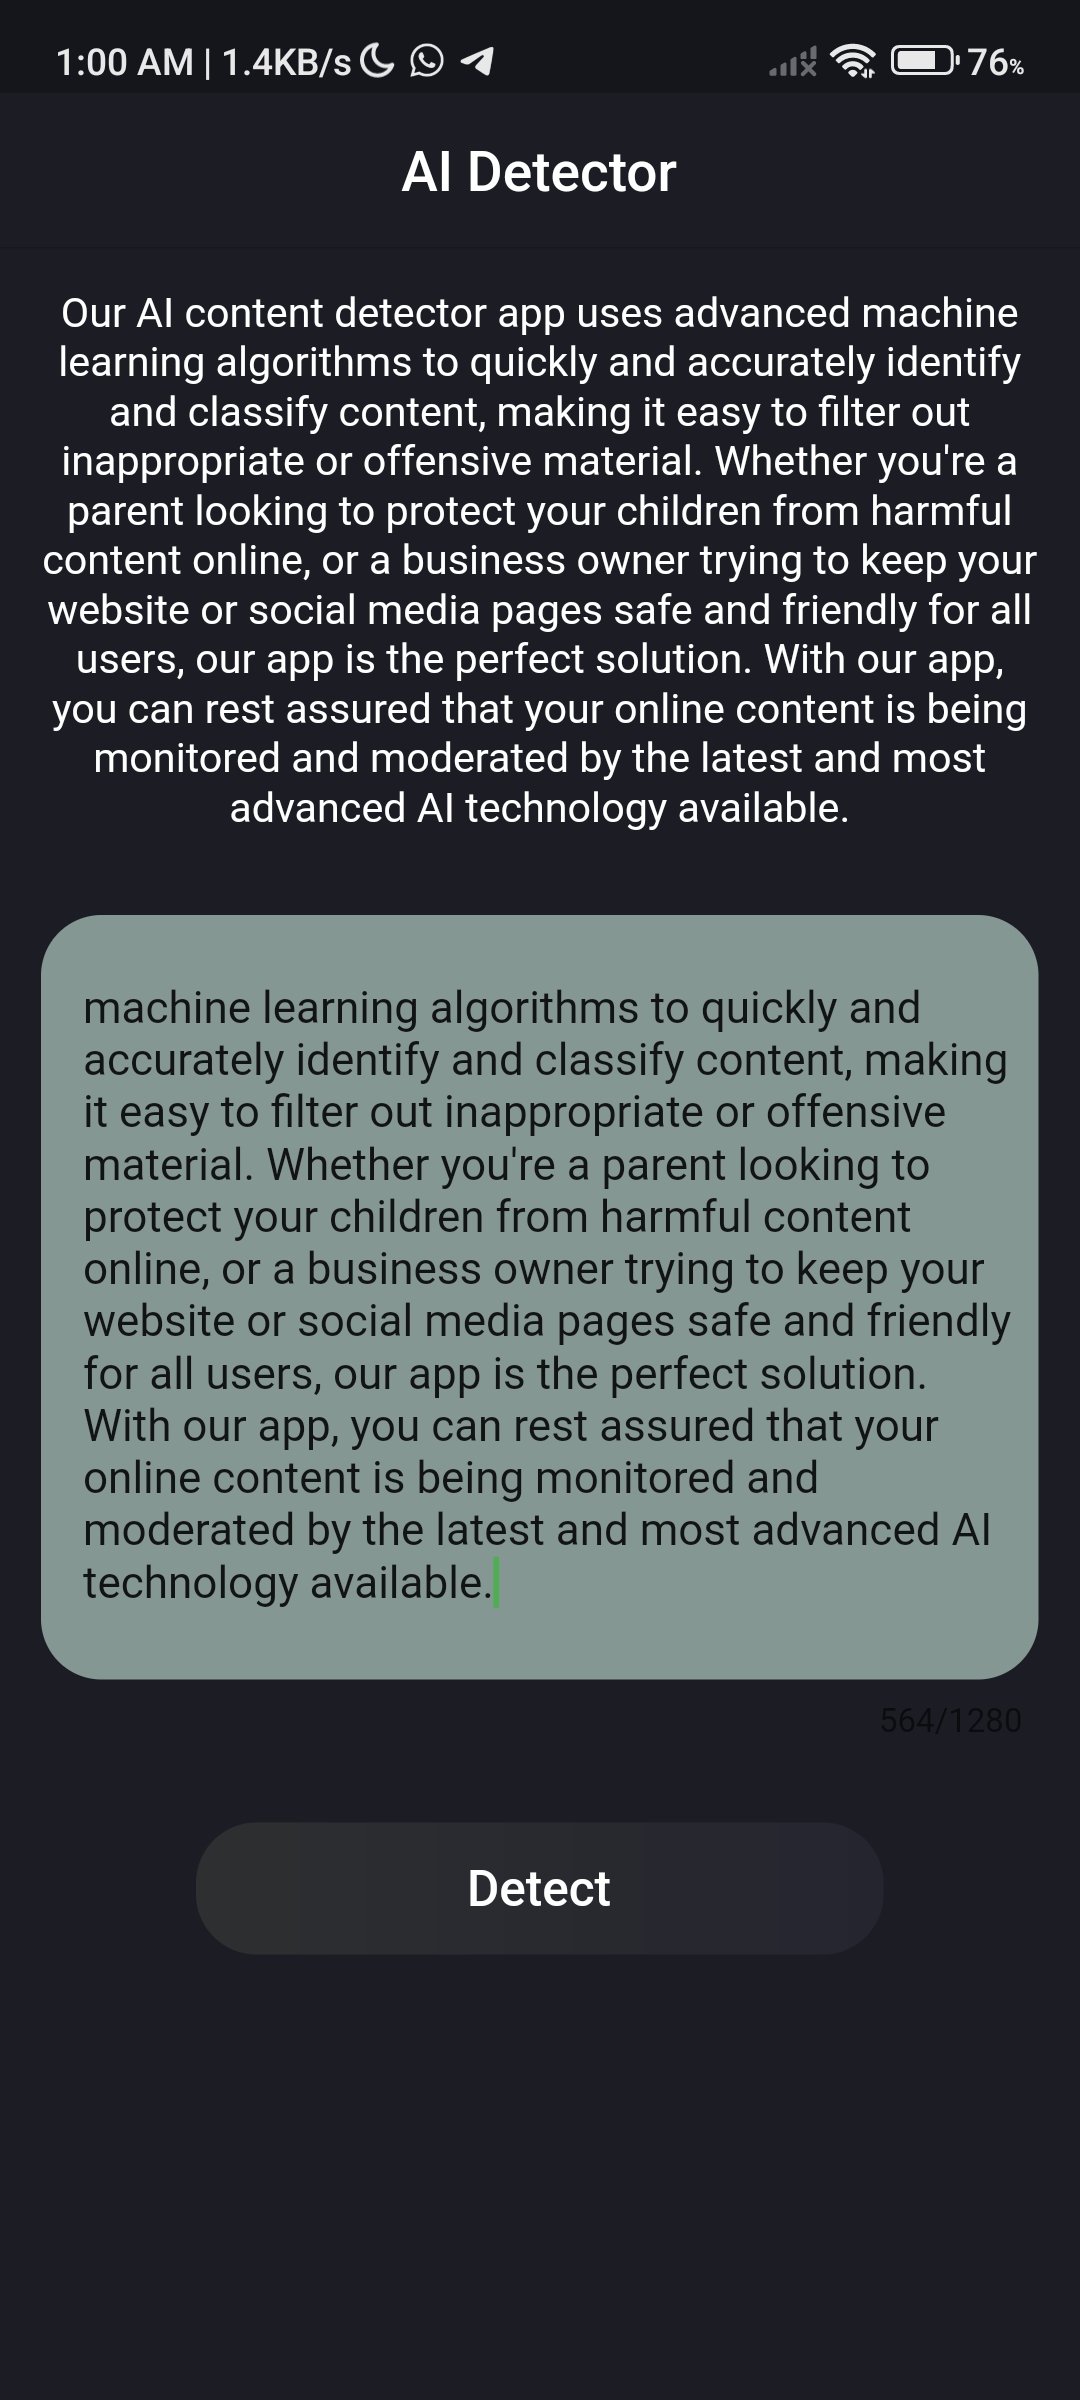 1:00 AM | 1.4KB/s 76%
AI Detector
Our AI content detector app uses advanced machine
learning algorithms to quickly and accurately identify
and classify content, making it easy to filter out
inappropriate or offensive material. Whether you're a
parent looking to protect your children from harmful
content online, or a business owner trying to keep your
website or social media pages safe and friendly for all
users, our app is the perfect solution. With our app,
you can rest assured that your online content is being
monitored and moderated by the latest and most
advanced AI technology available.
machine learning algorithms to quickly and
accurately identify and classify content, making
it easy to filter out inappropriate or offensive
material. Whether you're a parent looking to
protect your children from harmful content
online, or a business owner trying to keep your
website or social media pages safe and friendly
for all users, our app is the perfect solution.
With our app, you can rest assured that your
online content is being monitored and
moderated by the latest and most advanced AI
technology available.
564/1280
Detect